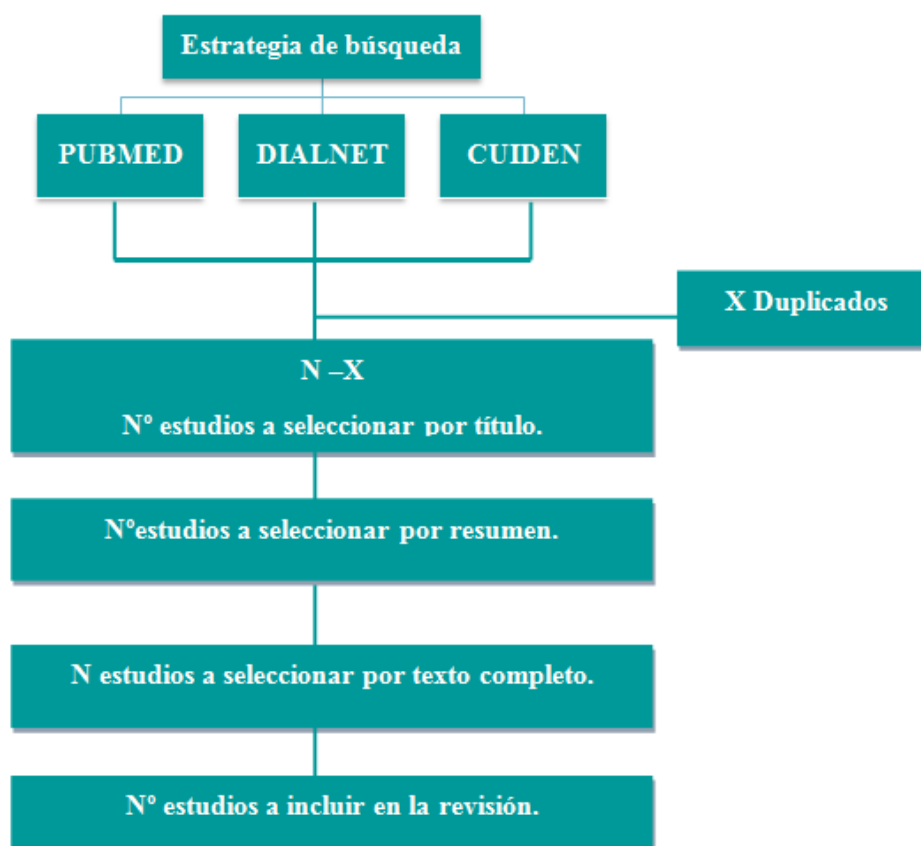 Estrategia de búsqueda
PUBMED
DIALNET
CUIDEN
X Duplicados
N –X
Nº estudios a seleccionar por título.
Nºestudios a seleccionar por resumen.
N estudios a seleccionar por texto completo.
Nº estudios a incluir en la revisión.